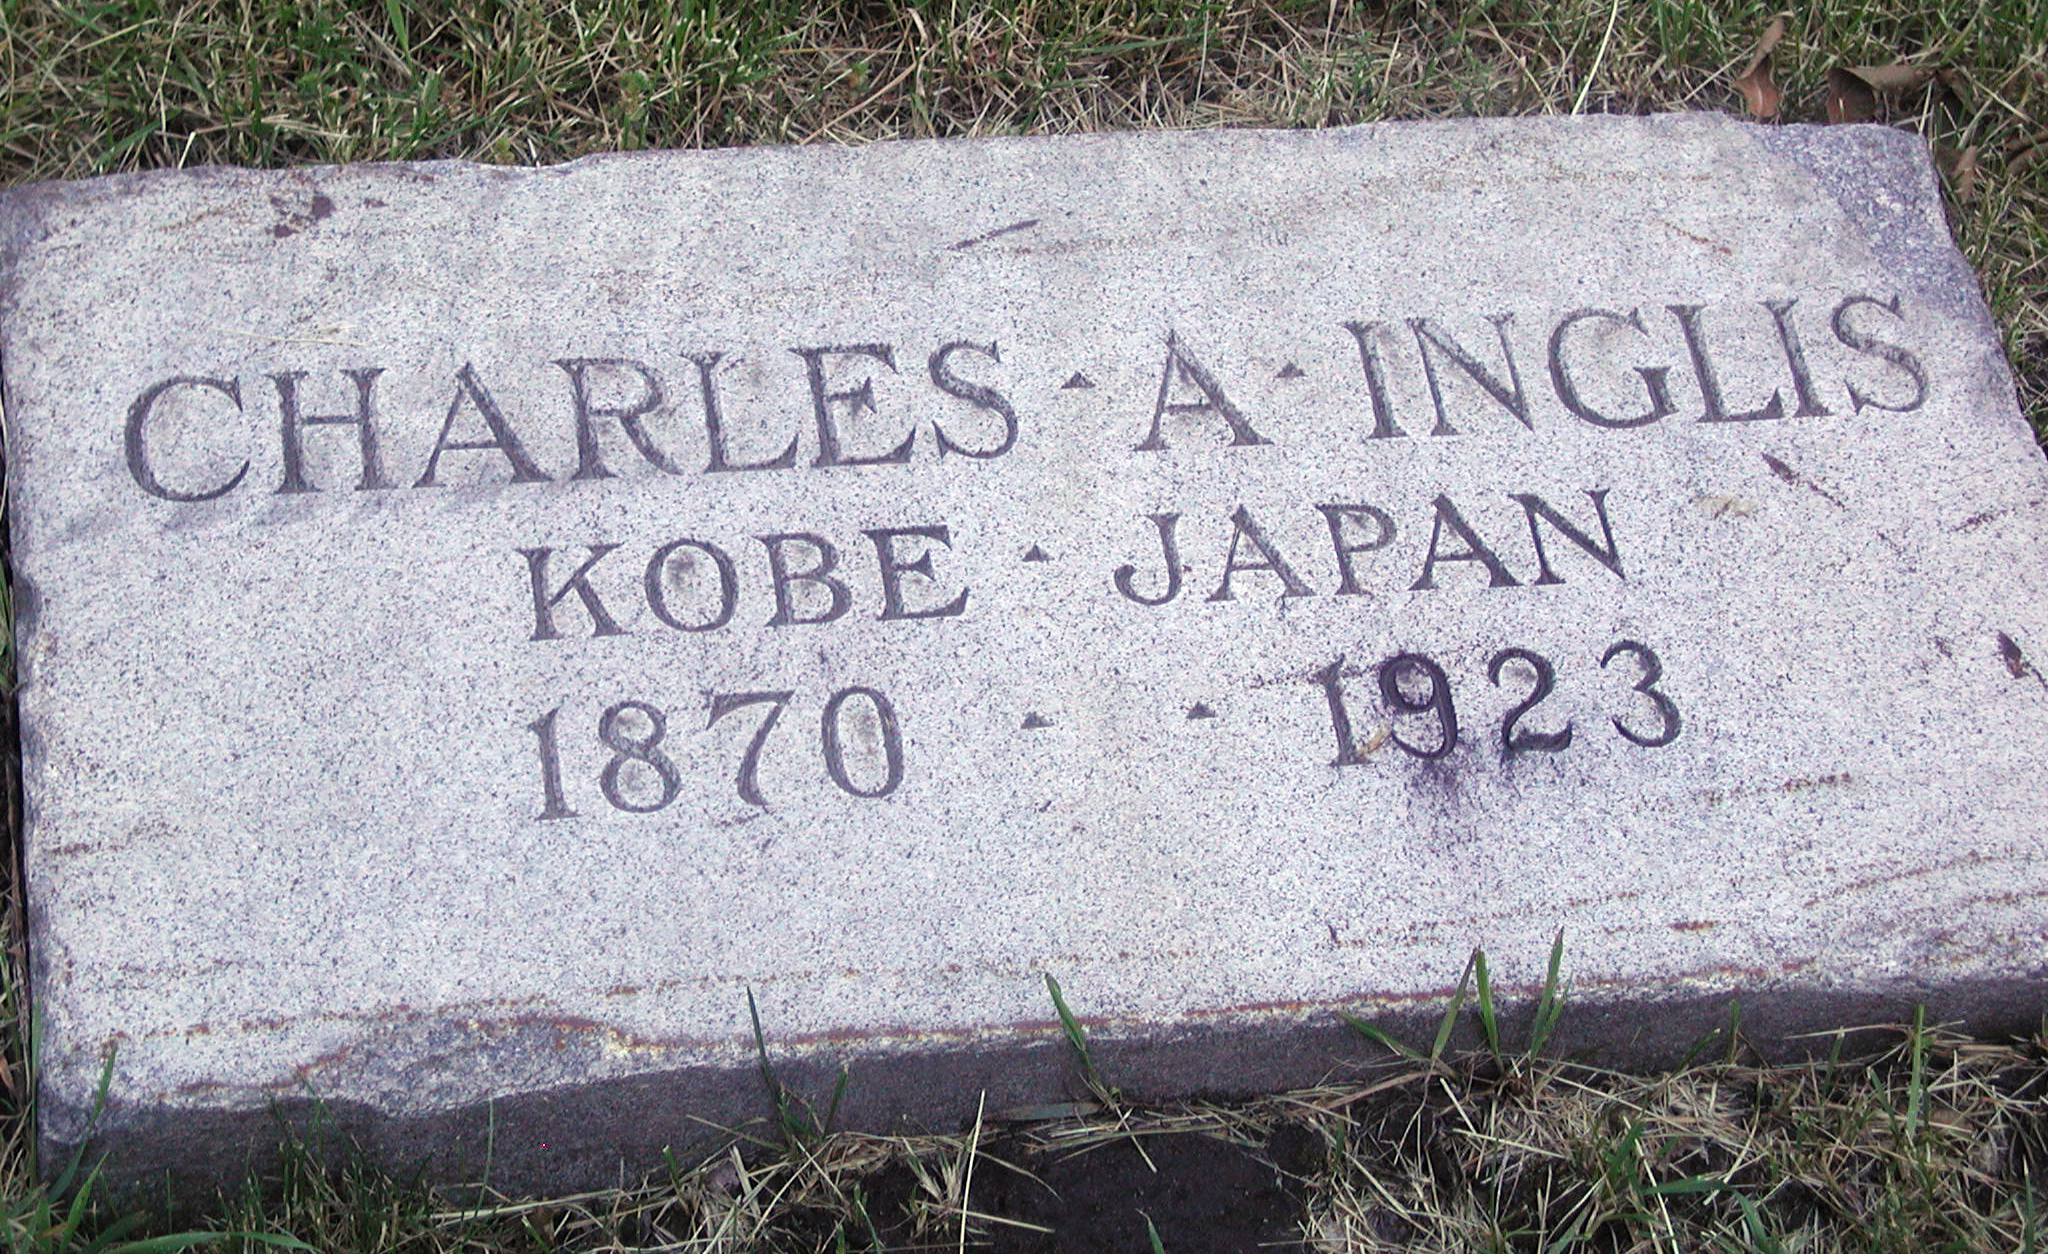 CHARLES · A · INGLIS
KOBE · JAPAN
1870 · · 1923